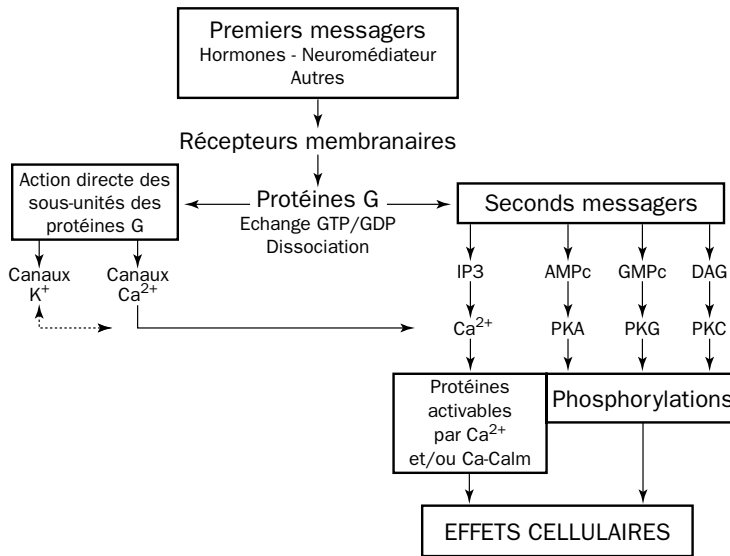 Premiers messagers
Hormones - Neuromédiateur
Autres
Récepteurs membranaires
Action directe des
sous-unités des
protéines G
Protéines G
Echange GTP/GDP
Dissociation
Seconds messagers
Canaux
K+
Canaux
Ca2+
IP3
AMPc
GMPc
DAG
Ca2+
PKA
PKG
PKC
Protéines
activables
par Ca2+
et/ou Ca-Calm
Phosphorylations
EFFETS CELLULAIRES